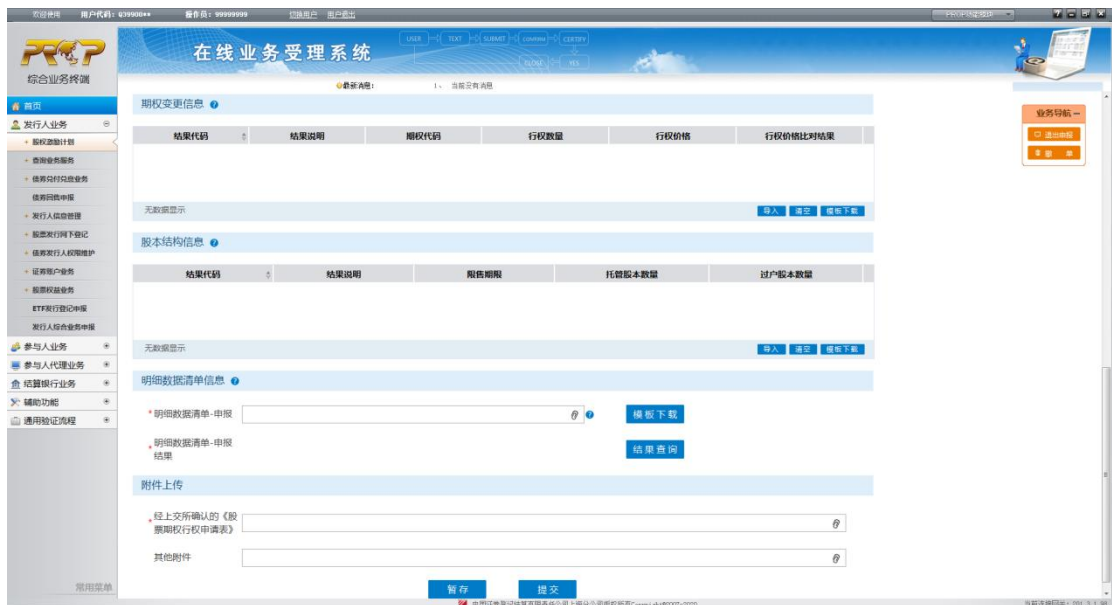 欢迎使用 用户代码: Q39900** 操作员: 99999999 切换用户 用户退出
PROP
综合业务终端
在线业务受理系统
USER TEXT SUBMIT CERTIFY
CLOSE YES
最新消息: 1、 当前没有消息
首页
发行人业务
股权激励计划
查询业务服务
债券兑付兑息业务
债券回售申报
发行人信息管理
股票发行网下登记
债券发行人权限维护
证券账户业务
股票权益业务
ETF发行登记申报
发行人综合业务申报
参与人业务
参与人代理业务
结算银行业务
辅助功能
通用验证流程
常用菜单
期权变更信息
结果代码 结果说明 期权代码 行权数量 行权价格 行权价格比对结果
无数据显示 导入 清空 模板下载
股本结构信息
结果代码 结果说明 限售期限 托管股本数量 过户股本数量
无数据显示 导入 清空 模板下载
明细数据清单信息
*明细数据清单-申报 模板下载
*明细数据清单-申报
结果 结果查询
附件上传
*经上交所确认的《股
票期权行权申请表》
其他附件
暂存 提交
业务导航
退出申报